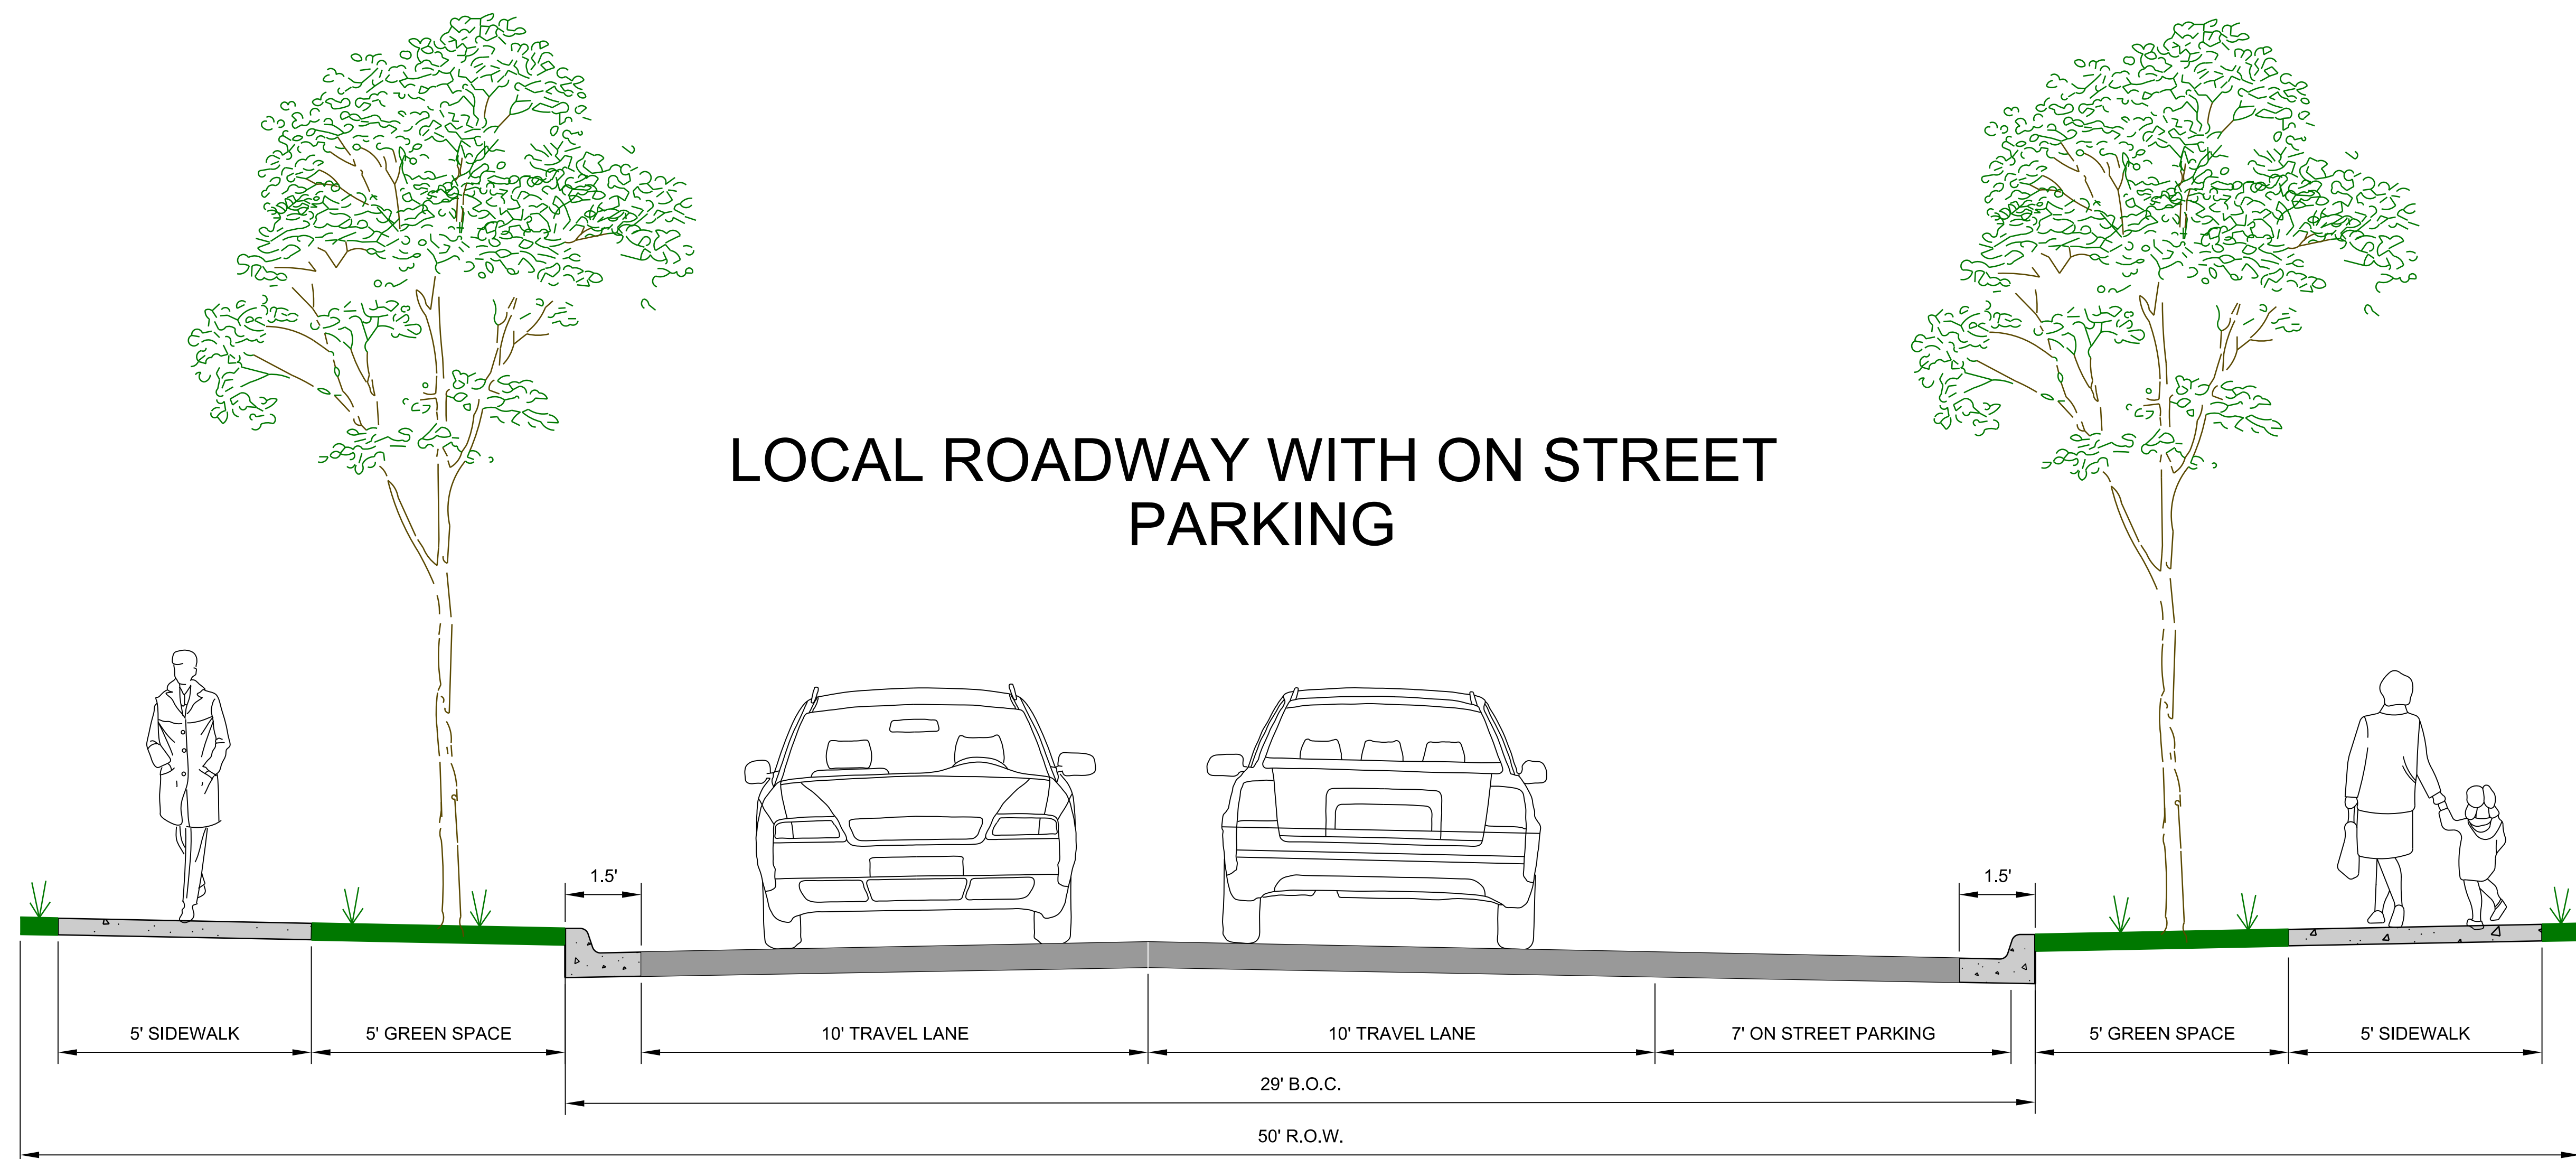 LOCAL ROADWAY WITH ON STREET
PARKING
1.5'
1.5'
5' SIDEWALK
5' GREEN SPACE
10' TRAVEL LANE
10' TRAVEL LANE
7' ON STREET PARKING
5' GREEN SPACE
5' SIDEWALK
29' B.O.C.
50' R.O.W.